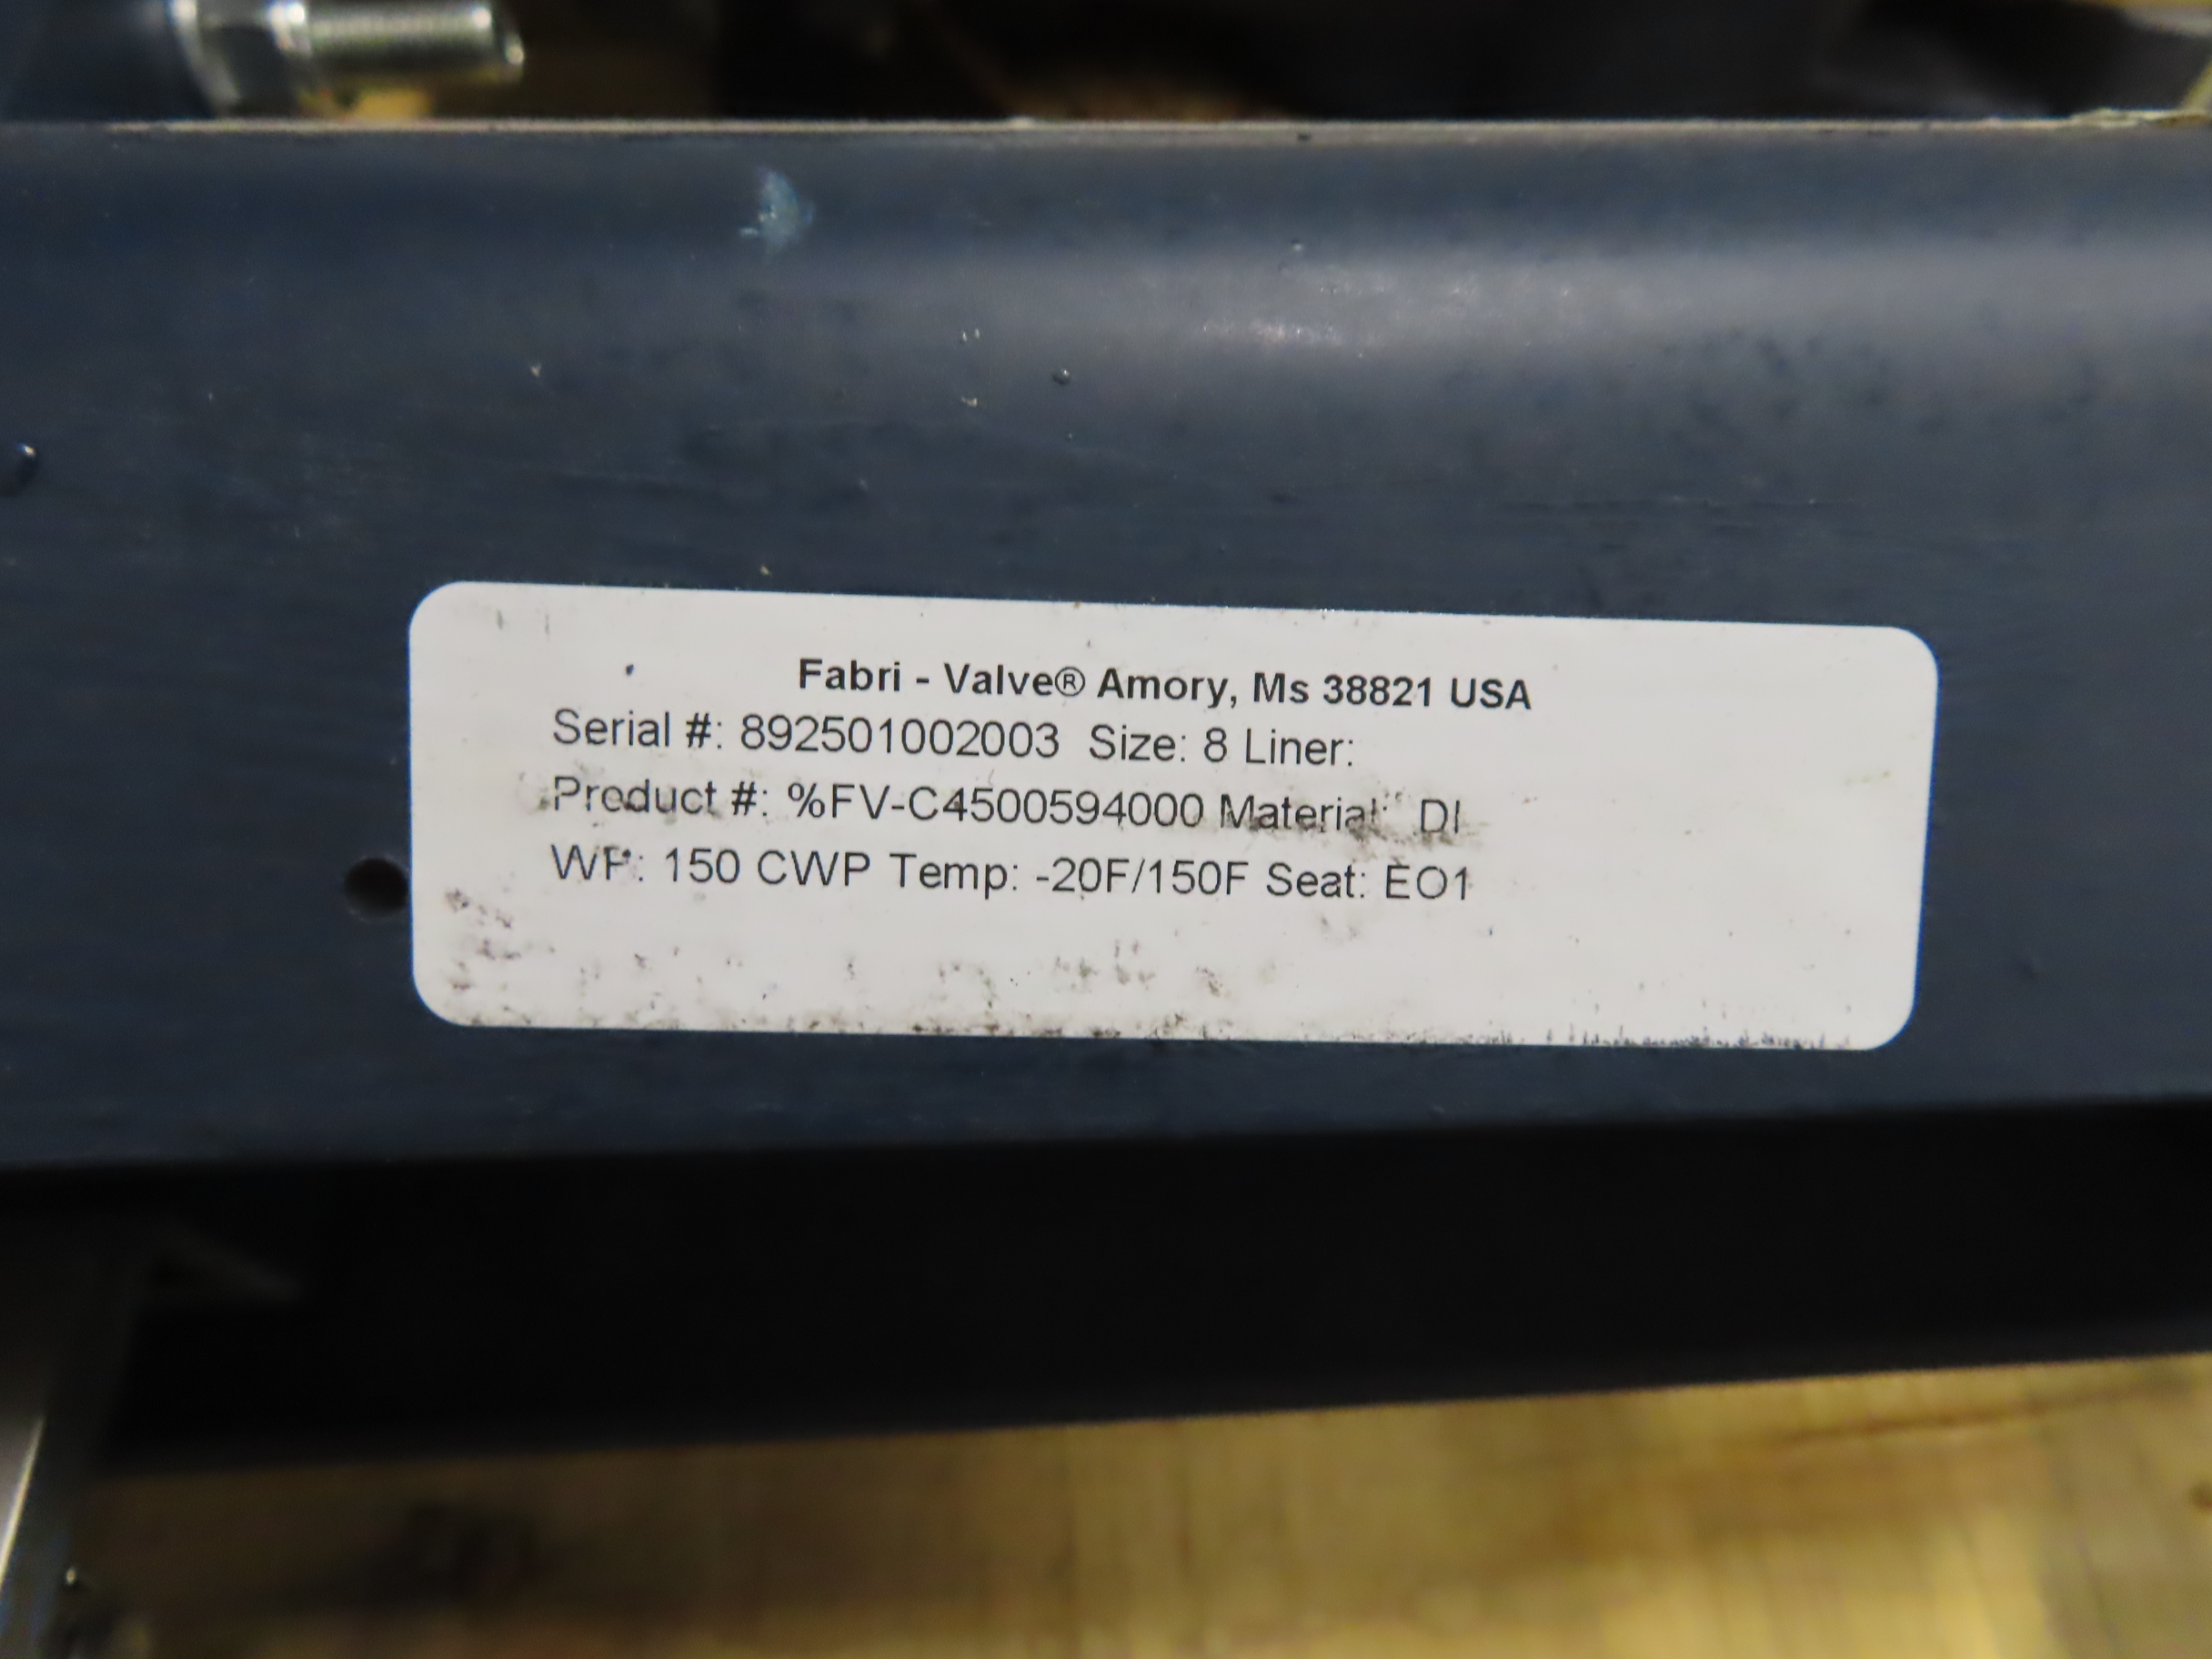 Fabri - Valve® Amory, Ms 38821 USA
Serial #: 892501002003 Size: 8 Liner:
Product #: %FV-C4500594000 Material: DI
WP: 150 CWP Temp: -20F/150F Seat: EO1